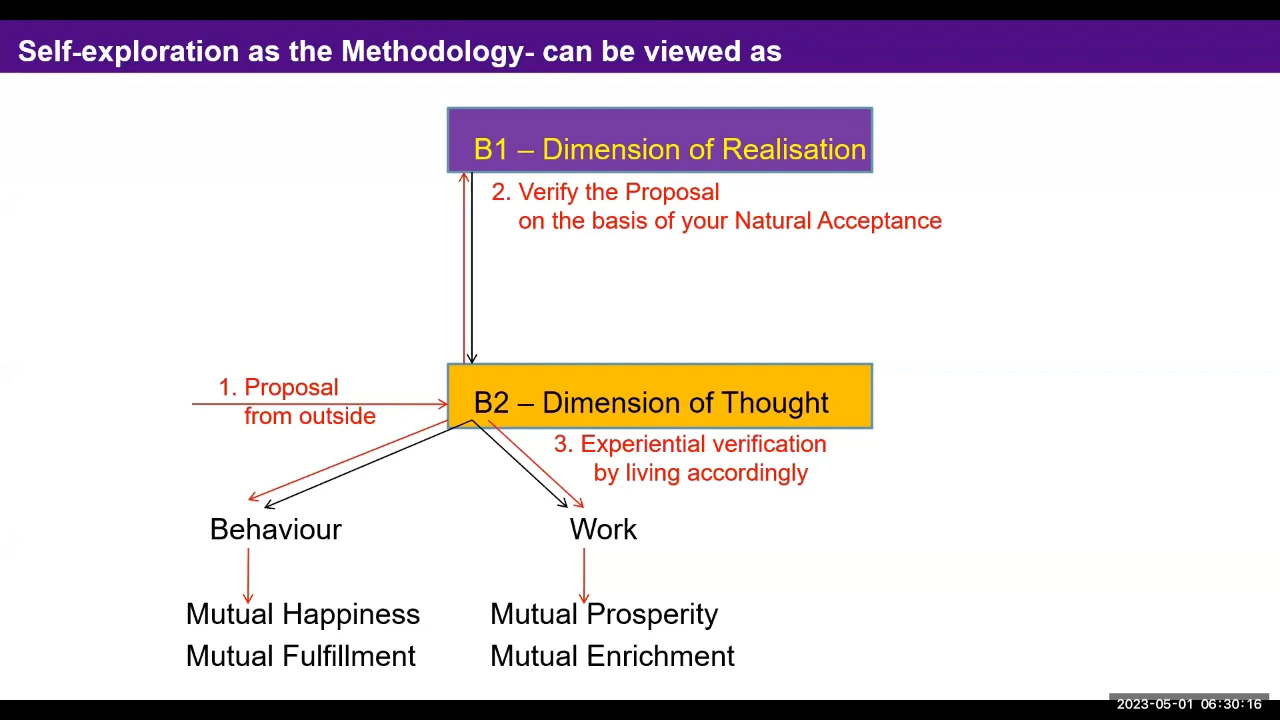 Self-exploration as the Methodology- can be viewed as
B1 – Dimension of Realisation
2. Verify the Proposal
on the basis of your Natural Acceptance
1. Proposal
from outside
B2 – Dimension of Thought
3. Experiential verification
by living accordingly
Behaviour
Work
Mutual Happiness
Mutual Prosperity
Mutual Fulfillment
Mutual Enrichment
2023-05-01 06:30:16